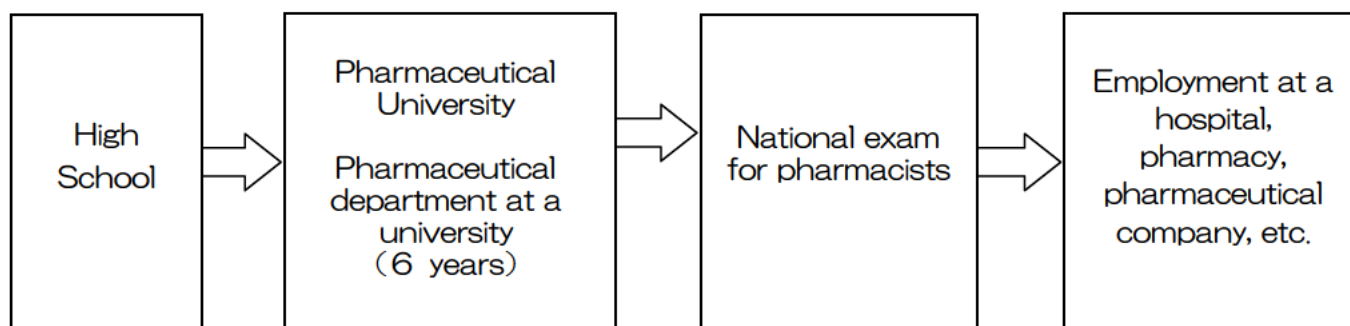 High
School
Pharmaceutical
University
Pharmaceutical
department at a
university
（6 years）
National exam
for pharmacists
Employment at a
hospital,
pharmacy,
pharmaceutical
company, etc.